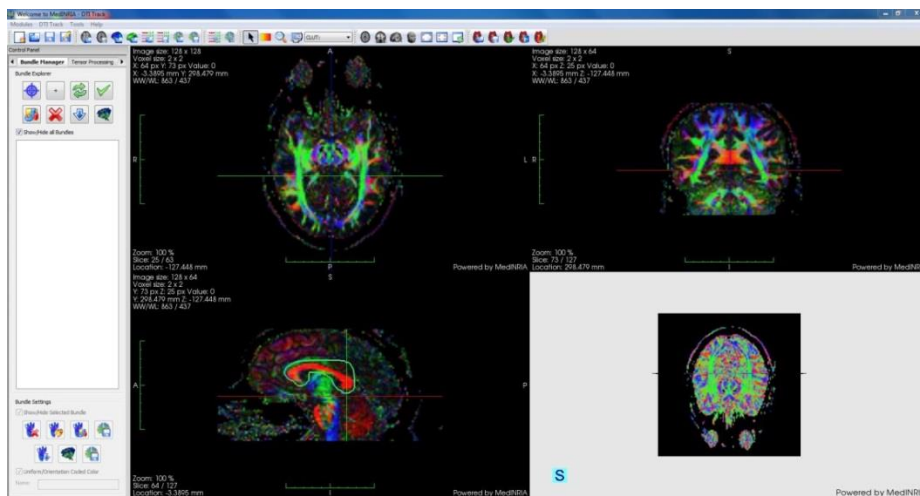 Welcome to MedINRIA - [DTI Track]
Modules DTI Track Tools Help
CLUT:
Control Panel
Bundle Manager
Tensor Processing
Bundle Explorer
Show/Hide all Bundles
Bundle Settings
Show/Hide Selected Bundle
Uniform/Orientation Coded Color
Name
Image size: 128 x 128
Voxel size: 2 x 2
X: 64 px Y: 73 px Value: 0
X: -3.3895 mm Y: 298.479 mm
WW/WL: 863 / 437
A
R
L
Zoom: 100 %
Slice: 25 / 63
Location: -127.448 mm
P
Powered by MedINRIA
Image size: 128 x 64
Voxel size: 2 x 2
X: 64 px Z: 25 px Value: 0
X: -3.3895 mm Z: -127.448 mm
WW/WL: 863 / 437
S
R
Zoom: 100 %
Slice: 73 / 127
Location: 298.479 mm
I
Powered by MedINRIA
Image size: 128 x 64
Voxel size: 2 x 2
Y: 73 px Z: 25 px Value: 0
Y: 298.479 mm Z: -127.448 mm
WW/WL: 863 / 437
S
A
P
Zoom: 100 %
Slice: 64 / 127
Location: -3.3895 mm
I
Powered by MedINRIA
S
Powered by MedINRIA